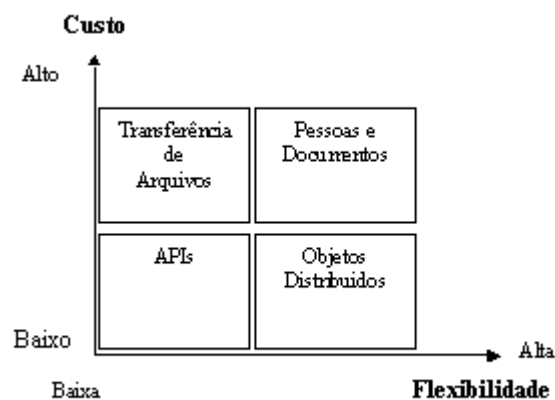 Custo
Alto
Transferência
de
Arquivos
Pessoas e
Documentos
APIs
Objetos
Distribuidos
Baixo
Alta
Baixa
Flexibilidade